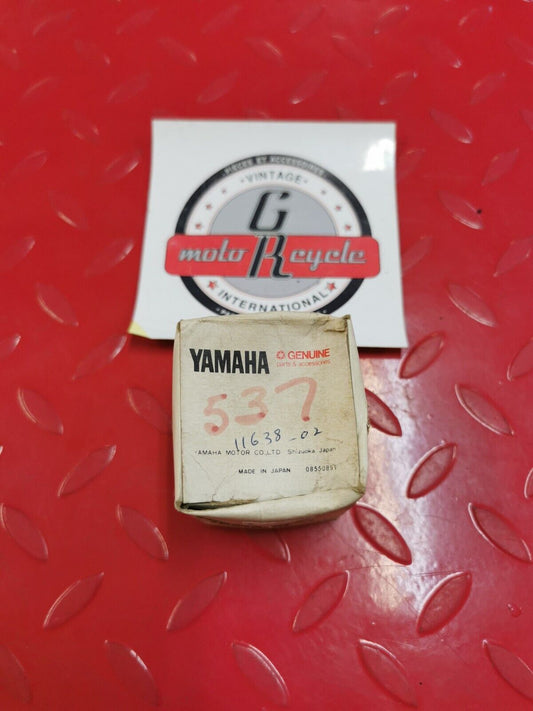 PIECES ET ACCESSOIRES
·VINTAGE·
G
motoRcycle
INTERNATIONAL
YAMAHA GENUINE
parts & accessories
537
11638-02
YAMAHA MOTOR CO.,LTD. Shizuoka Japan
MADE IN JAPAN 0855085